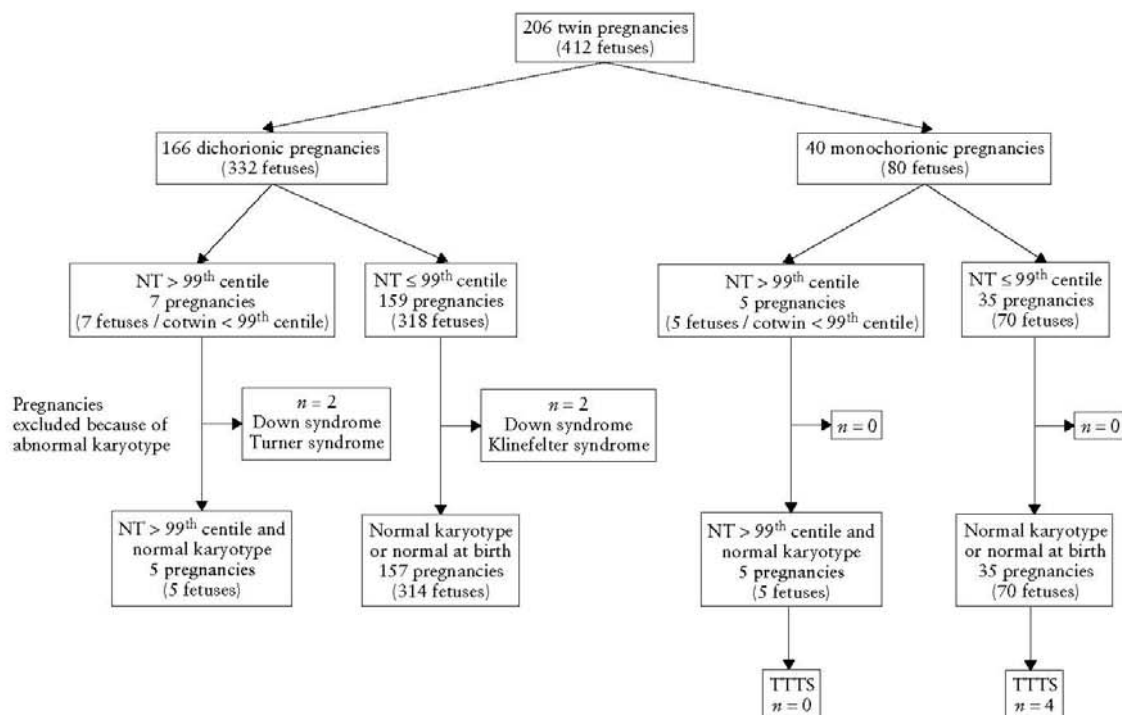 206 twin pregnancies
(412 fetuses)
166 dichorionic pregnancies
(332 fetuses)
40 monochorionic pregnancies
(80 fetuses)
NT > 99th centile
7 pregnancies
(7 fetuses / cotwin < 99th centile)
NT ≤ 99th centile
159 pregnancies
(318 fetuses)
NT > 99th centile
5 pregnancies
(5 fetuses / cotwin < 99th centile)
NT ≤ 99th centile
35 pregnancies
(70 fetuses)
Pregnancies
excluded because of
abnormal karyotype
n = 2
Down syndrome
Turner syndrome
n = 2
Down syndrome
Klinefelter syndrome
n = 0
n = 0
NT > 99th centile and
normal karyotype
5 pregnancies
(5 fetuses)
Normal karyotype
or normal at birth
157 pregnancies
(314 fetuses)
NT > 99th centile and
normal karyotype
5 pregnancies
(5 fetuses)
Normal karyotype
or normal at birth
35 pregnancies
(70 fetuses)
TTTS
n = 0
TTTS
n = 4